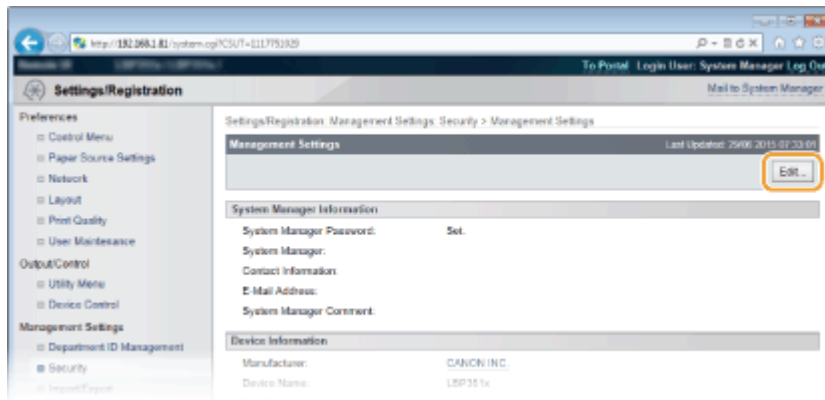 http://192.168.1.81/system.cgi?CSUT=1117751929
To Portal Login User: System Manager Log Out
Settings/Registration
Mail to System Manager
Preferences
Control Menu
Paper Source Settings
Network
Layout
Print Quality
User Maintenance
Output/Control
Utility Menu
Device Control
Management Settings
Department ID Management
Security
Import/Export
Settings/Registration: Management Settings: Security > Management Settings
Management Settings
Last Updated: 29/06 2015 07:33:01
Edit...
System Manager Information
System Manager Password: Set.
System Manager:
Contact Information:
E-Mail Address:
System Manager Comment:
Device Information
Manufacturer: CANON INC.
Device Name: LBP351x